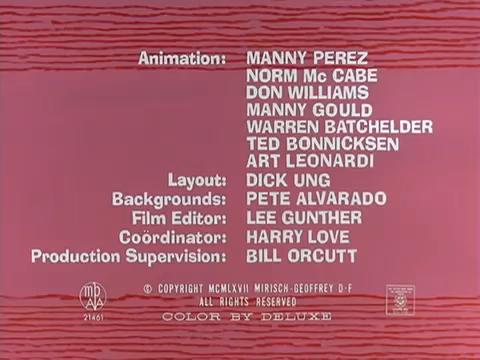 Animation: MANNY PEREZ
NORM Mc CABE
DON WILLIAMS
MANNY GOULD
WARREN BATCHELDER
TED BONNICKSEN
ART LEONARDI
Layout: DICK UNG
Backgrounds: PETE ALVARADO
Film Editor: LEE GUNTHER
Coördinator: HARRY LOVE
Production Supervision: BILL ORCUTT
© COPYRIGHT MCMLXVII MIRISCH-GEOFFREY D-F
ALL RIGHTS RESERVED
COLOR BY DELUXE
21461